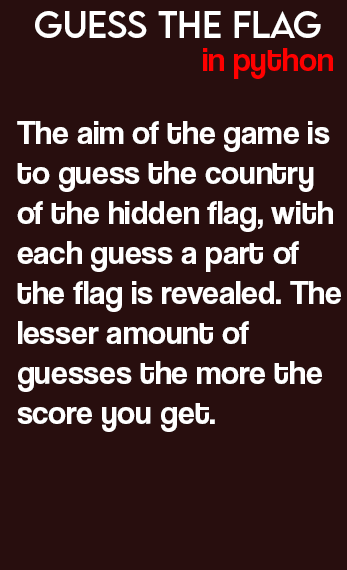 GUESS THE FLAG
in python
The aim of the game is
to guess the country
of the hidden flag, with
each guess a part of
the flag is revealed. The
lesser amount of
guesses the more the
score you get.